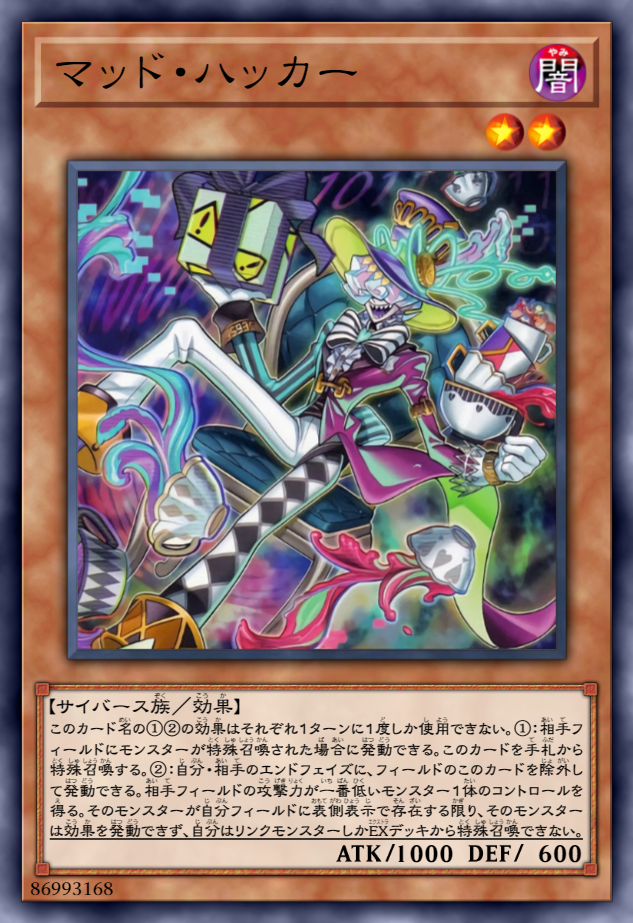 マッド・ハッカー
闇
【サイバース族／効果】
このカード名の①②の効果はそれぞれ1ターンに1度しか使用できない。①：相手フ
ィールドにモンスターが特殊召喚された場合に発動できる。このカードを手札から
特殊召喚する。②：自分・相手のエンドフェイズに、フィールドのこのカードを除外し
て発動できる。相手フィールドの攻撃力が一番低いモンスター1体のコントロールを
得る。そのモンスターが自分フィールドに表側表示で存在する限り、そのモンスター
は効果を発動できず、自分はリンクモンスターしかEXデッキから特殊召喚できない。
ATK/1000 DEF/ 600
86993168